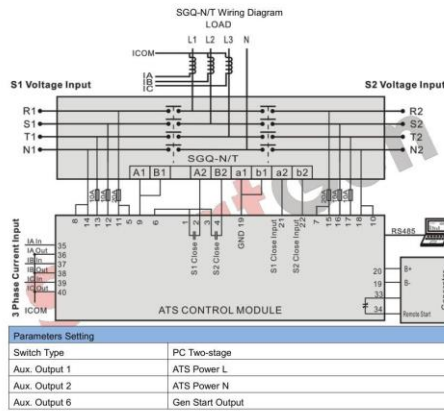 SGQ-N/T Wiring Diagram
LOAD
L1 L2 L3 N
ICOM
IA
IB
IC
S1 Voltage Input
S2 Voltage Input
R1
R2
S1
S2
T1
T2
N1
N2
SGQ-N/T
A1 B1 A2 B2 a1 b1 a2 b2
8 14 13 12 11 5 9 6 1 2 3 4 GND 19 21 22 7 15 16 17 18 10
S1 Close
S2 Close
S1 Close Input
S2 Close Input
RS485
3 Phase Current Input
IA In 35
IA Out 36
IB In 37
IB Out 38
IC In 39
IC Out 40
ICOM
ATS CONTROL MODULE
20 B+
19 B-
33
34 Remote Start
Parameters Setting
Switch Type PC Two-stage
Aux. Output 1 ATS Power L
Aux. Output 2 ATS Power N
Aux. Output 6 Gen Start Output